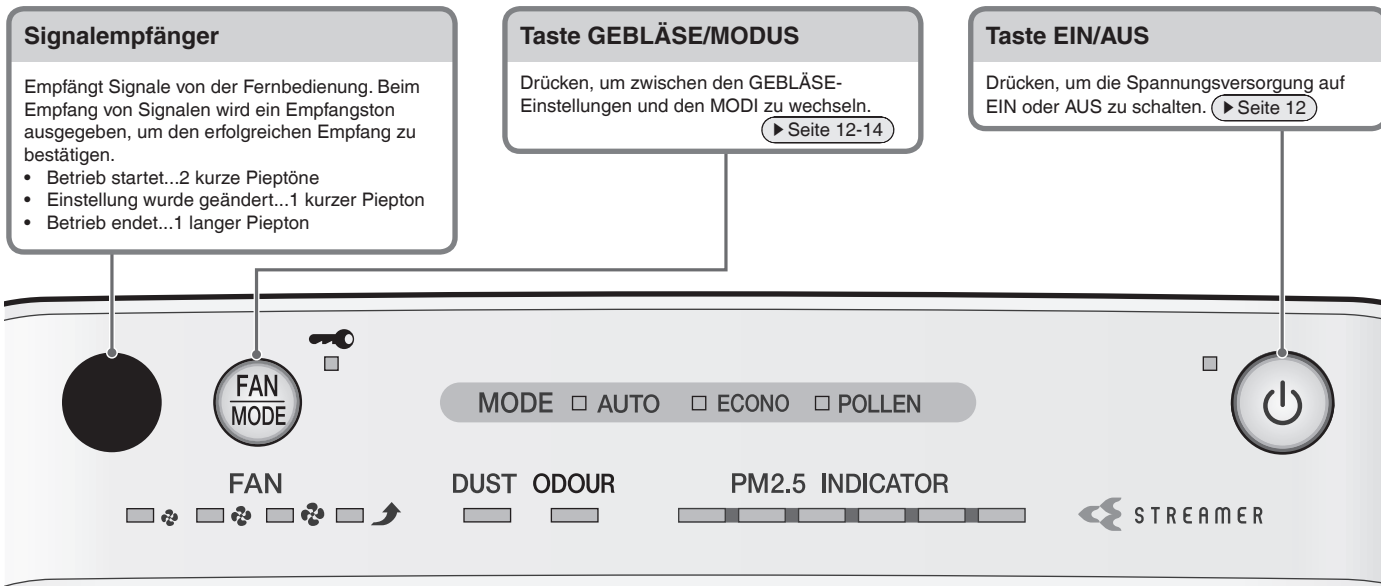 Signalempfänger
Empfängt Signale von der Fernbedienung. Beim
Empfang von Signalen wird ein Empfangston
ausgegeben, um den erfolgreichen Empfang zu
bestätigen.
• Betrieb startet...2 kurze Pieptöne
• Einstellung wurde geändert...1 kurzer Piepton
• Betrieb endet...1 langer Piepton
Taste GEBLÄSE/MODUS
Drücken, um zwischen den GEBLÄSE-
Einstellungen und den MODI zu wechseln.
▶Seite 12-14
Taste EIN/AUS
Drücken, um die Spannungsversorgung auf
EIN oder AUS zu schalten. ▶Seite 12
FAN
MODE
MODE AUTO ECONO POLLEN
FAN DUST ODOUR PM2.5 INDICATOR
STREAMER